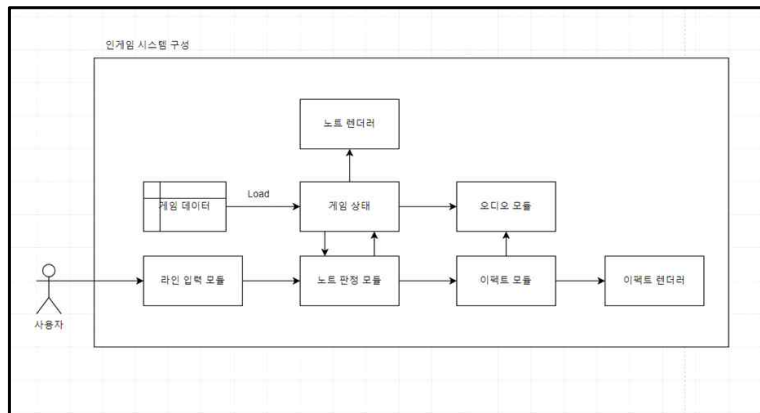 인게임 시스템 구성
노트 렌더러
게임 데이터
Load
게임 상태
오디오 모듈
라인 입력 모듈
노트 판정 모듈
이펙트 모듈
이펙트 렌더러
사용자